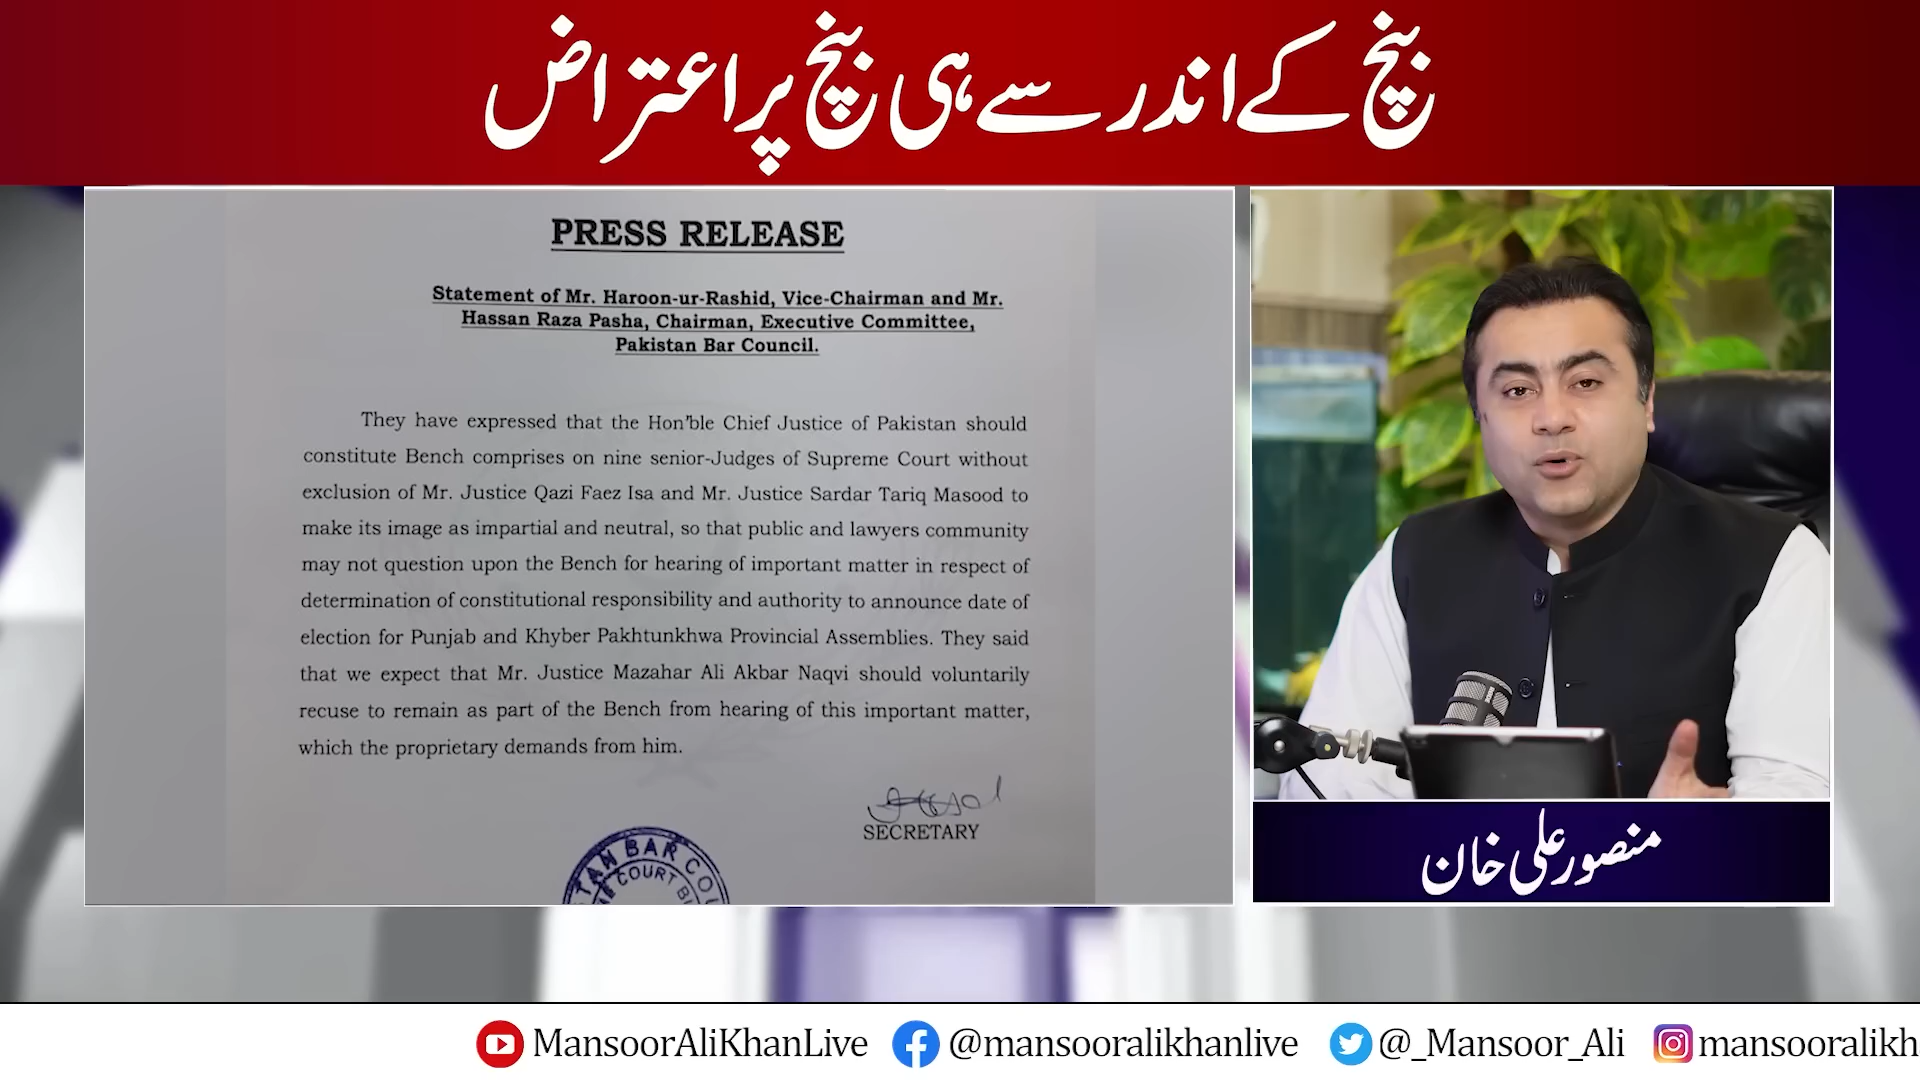 بنچ کے اندر سے ہی بنچ پر اعتراض
PRESS RELEASE
Statement of Mr. Haroon-ur-Rashid, Vice-Chairman and Mr.
Hassan Raza Pasha, Chairman, Executive Committee,
Pakistan Bar Council.
They have expressed that the Hon'ble Chief Justice of Pakistan should
constitute Bench comprises on nine senior-Judges of Supreme Court without
exclusion of Mr. Justice Qazi Faez Isa and Mr. Justice Sardar Tariq Masood to
make its image as impartial and neutral, so that public and lawyers community
may not question upon the Bench for hearing of important matter in respect of
determination of constitutional responsibility and authority to announce date of
election for Punjab and Khyber Pakhtunkhwa Provincial Assemblies. They said
that we expect that Mr. Justice Mazahar Ali Akbar Naqvi should voluntarily
recuse to remain as part of the Bench from hearing of this important matter,
which the proprietary demands from him.
SECRETARY
TAN BAR COU
ME COURT B
منصور علی خان
MansoorAliKhanLive @mansooralikhanlive @_Mansoor_Ali mansooralikh